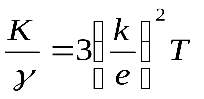 K/γ = 3(k/e)² T